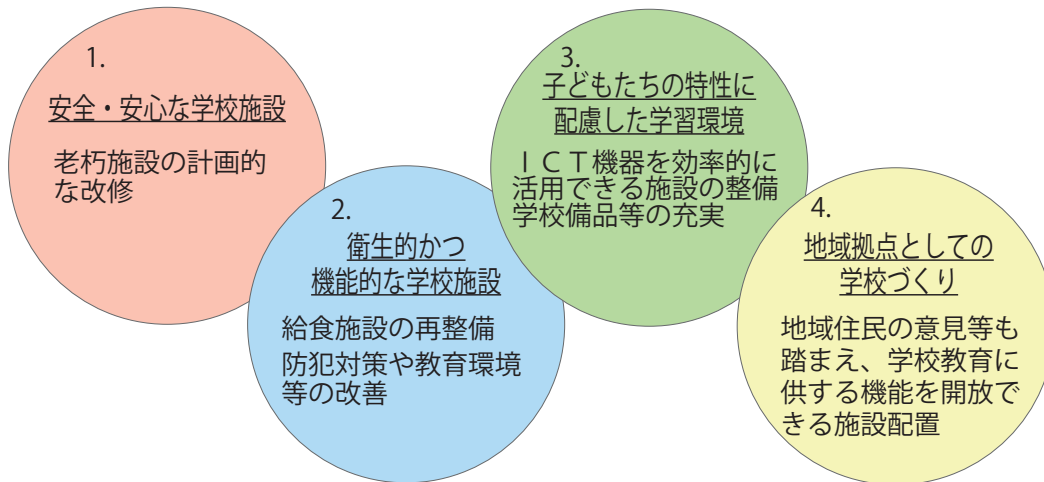 1.
安全・安心な学校施設
老朽施設の計画的
な改修
2.
衛生的かつ
機能的な学校施設
給食施設の再整備
防犯対策や教育環境
等の改善
3.
子どもたちの特性に
配慮した学習環境
ＩＣＴ機器を効率的に
活用できる施設の整備
学校備品等の充実
4.
地域拠点としての
学校づくり
地域住民の意見等も
踏まえ、学校教育に
供する機能を開放で
きる施設配置